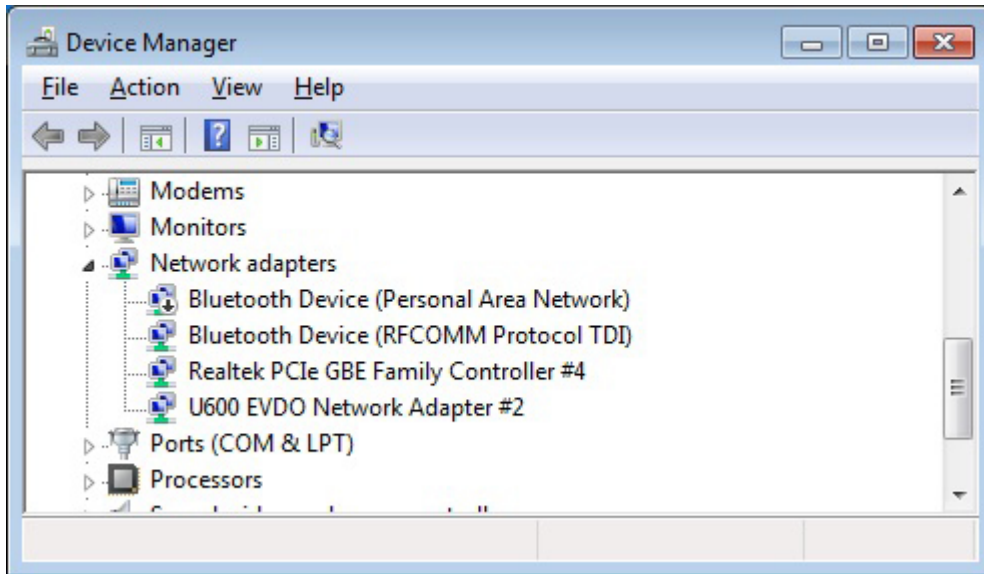 Device Manager
File Action View Help
Modems
Monitors
Network adapters
Bluetooth Device (Personal Area Network)
Bluetooth Device (RFCOMM Protocol TDI)
Realtek PCIe GBE Family Controller #4
U600 EVDO Network Adapter #2
Ports (COM & LPT)
Processors